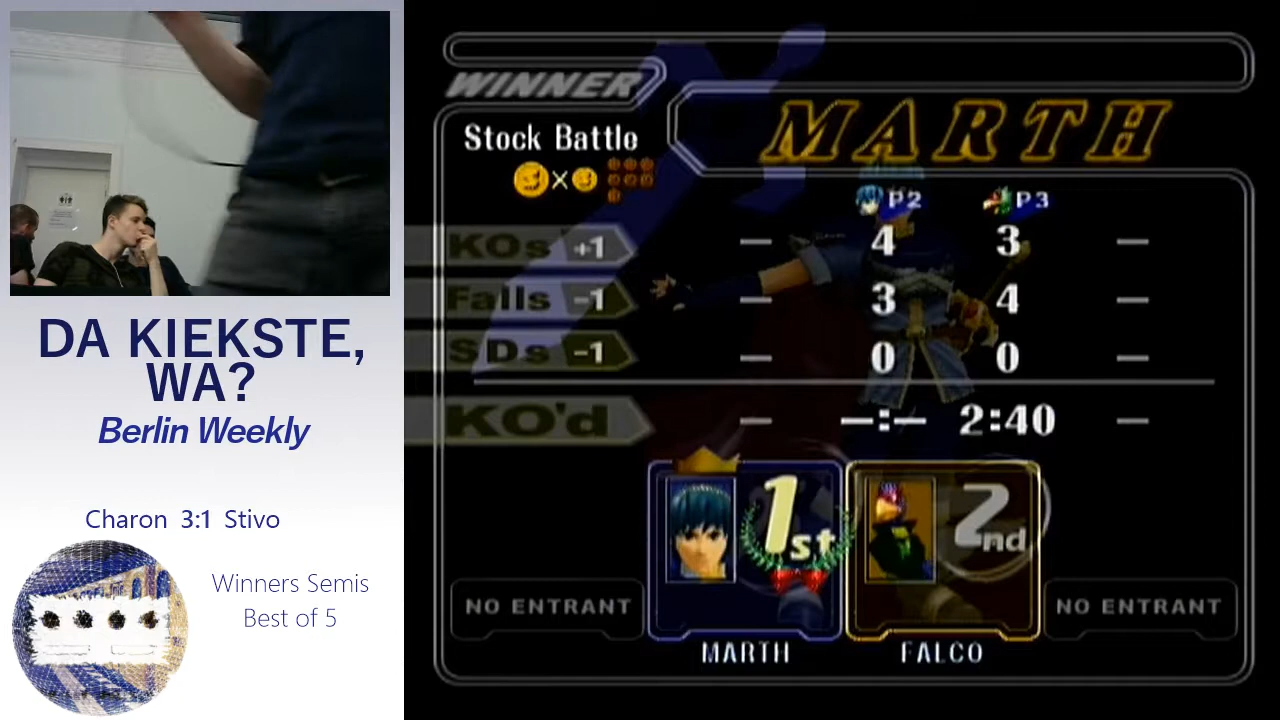 DA KIEKSTE,
WA?
Berlin Weekly
Charon 3:1 Stivo
Winners Semis
Best of 5
WINNER
MARTH
Stock Battle
×
P2 P3
KOs +1 — 4 3 —
Falls -1 — 3 4 —
SDs -1 — 0 0 —
KO'd — —:— 2:40 —
1st 2nd
NO ENTRANT NO ENTRANT
MARTH FALCO